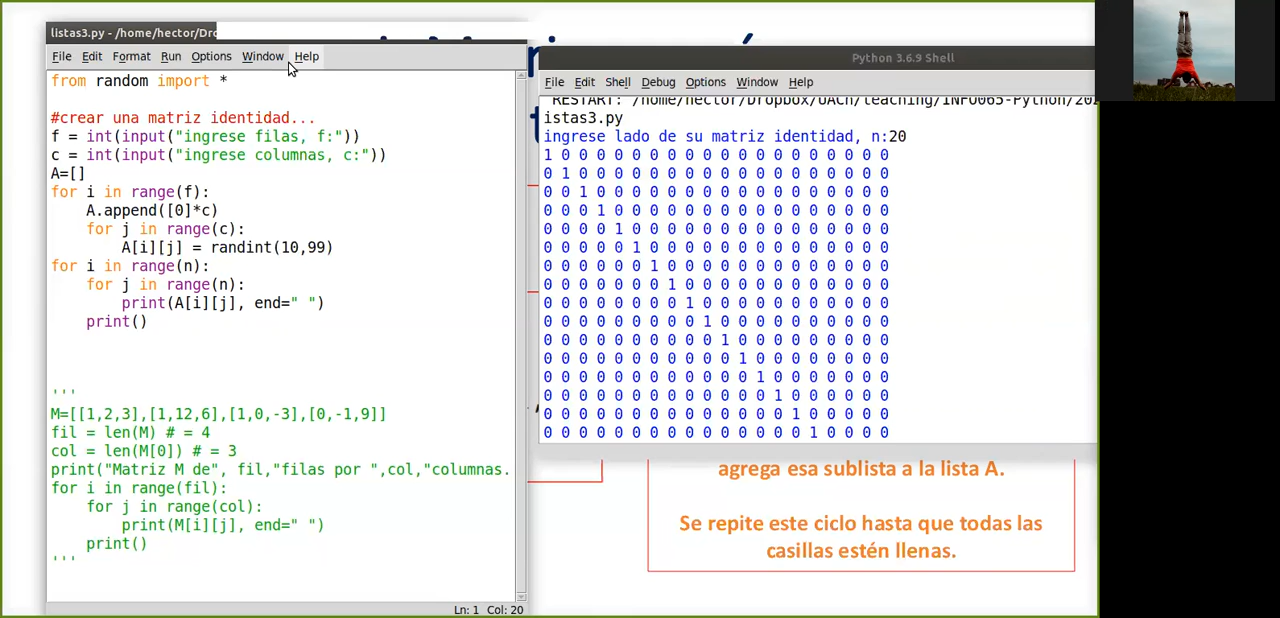 listas3.py - /home/hector/Dro
File Edit Format Run Options Window Help
from random import *
#crear una matriz identidad...
f = int(input("ingrese filas, f:"))
c = int(input("ingrese columnas, c:"))
A=[]
for i in range(f):
    A.append([0]*c)
    for j in range(c):
        A[i][j] = randint(10,99)
for i in range(n):
    for j in range(n):
        print(A[i][j], end=" ")
    print()
'''
M=[[1,2,3],[1,12,6],[1,0,-3],[0,-1,9]]
fil = len(M) # = 4
col = len(M[0]) # = 3
print("Matriz M de", fil,"filas por ",col,"columnas.
for i in range(fil):
    for j in range(col):
        print(M[i][j], end=" ")
    print()
'''
Ln: 1 Col: 20
Python 3.6.9 Shell
File Edit Shell Debug Options Window Help
RESTART: /home/hector/Dropbox/UACh/teaching/INFO065-Python/20
istas3.py
ingrese lado de su matriz identidad, n:20
1 0 0 0 0 0 0 0 0 0 0 0 0 0 0 0 0 0 0 0
0 1 0 0 0 0 0 0 0 0 0 0 0 0 0 0 0 0 0 0
0 0 1 0 0 0 0 0 0 0 0 0 0 0 0 0 0 0 0 0
0 0 0 1 0 0 0 0 0 0 0 0 0 0 0 0 0 0 0 0
0 0 0 0 1 0 0 0 0 0 0 0 0 0 0 0 0 0 0 0
0 0 0 0 0 1 0 0 0 0 0 0 0 0 0 0 0 0 0 0
0 0 0 0 0 0 1 0 0 0 0 0 0 0 0 0 0 0 0 0
0 0 0 0 0 0 0 1 0 0 0 0 0 0 0 0 0 0 0 0
0 0 0 0 0 0 0 0 1 0 0 0 0 0 0 0 0 0 0 0
0 0 0 0 0 0 0 0 0 1 0 0 0 0 0 0 0 0 0 0
0 0 0 0 0 0 0 0 0 0 1 0 0 0 0 0 0 0 0 0
0 0 0 0 0 0 0 0 0 0 0 1 0 0 0 0 0 0 0 0
0 0 0 0 0 0 0 0 0 0 0 0 1 0 0 0 0 0 0 0
0 0 0 0 0 0 0 0 0 0 0 0 0 1 0 0 0 0 0 0
0 0 0 0 0 0 0 0 0 0 0 0 0 0 1 0 0 0 0 0
0 0 0 0 0 0 0 0 0 0 0 0 0 0 0 1 0 0 0 0
agrega esa sublista a la lista A.
Se repite este ciclo hasta que todas las
casillas estén llenas.